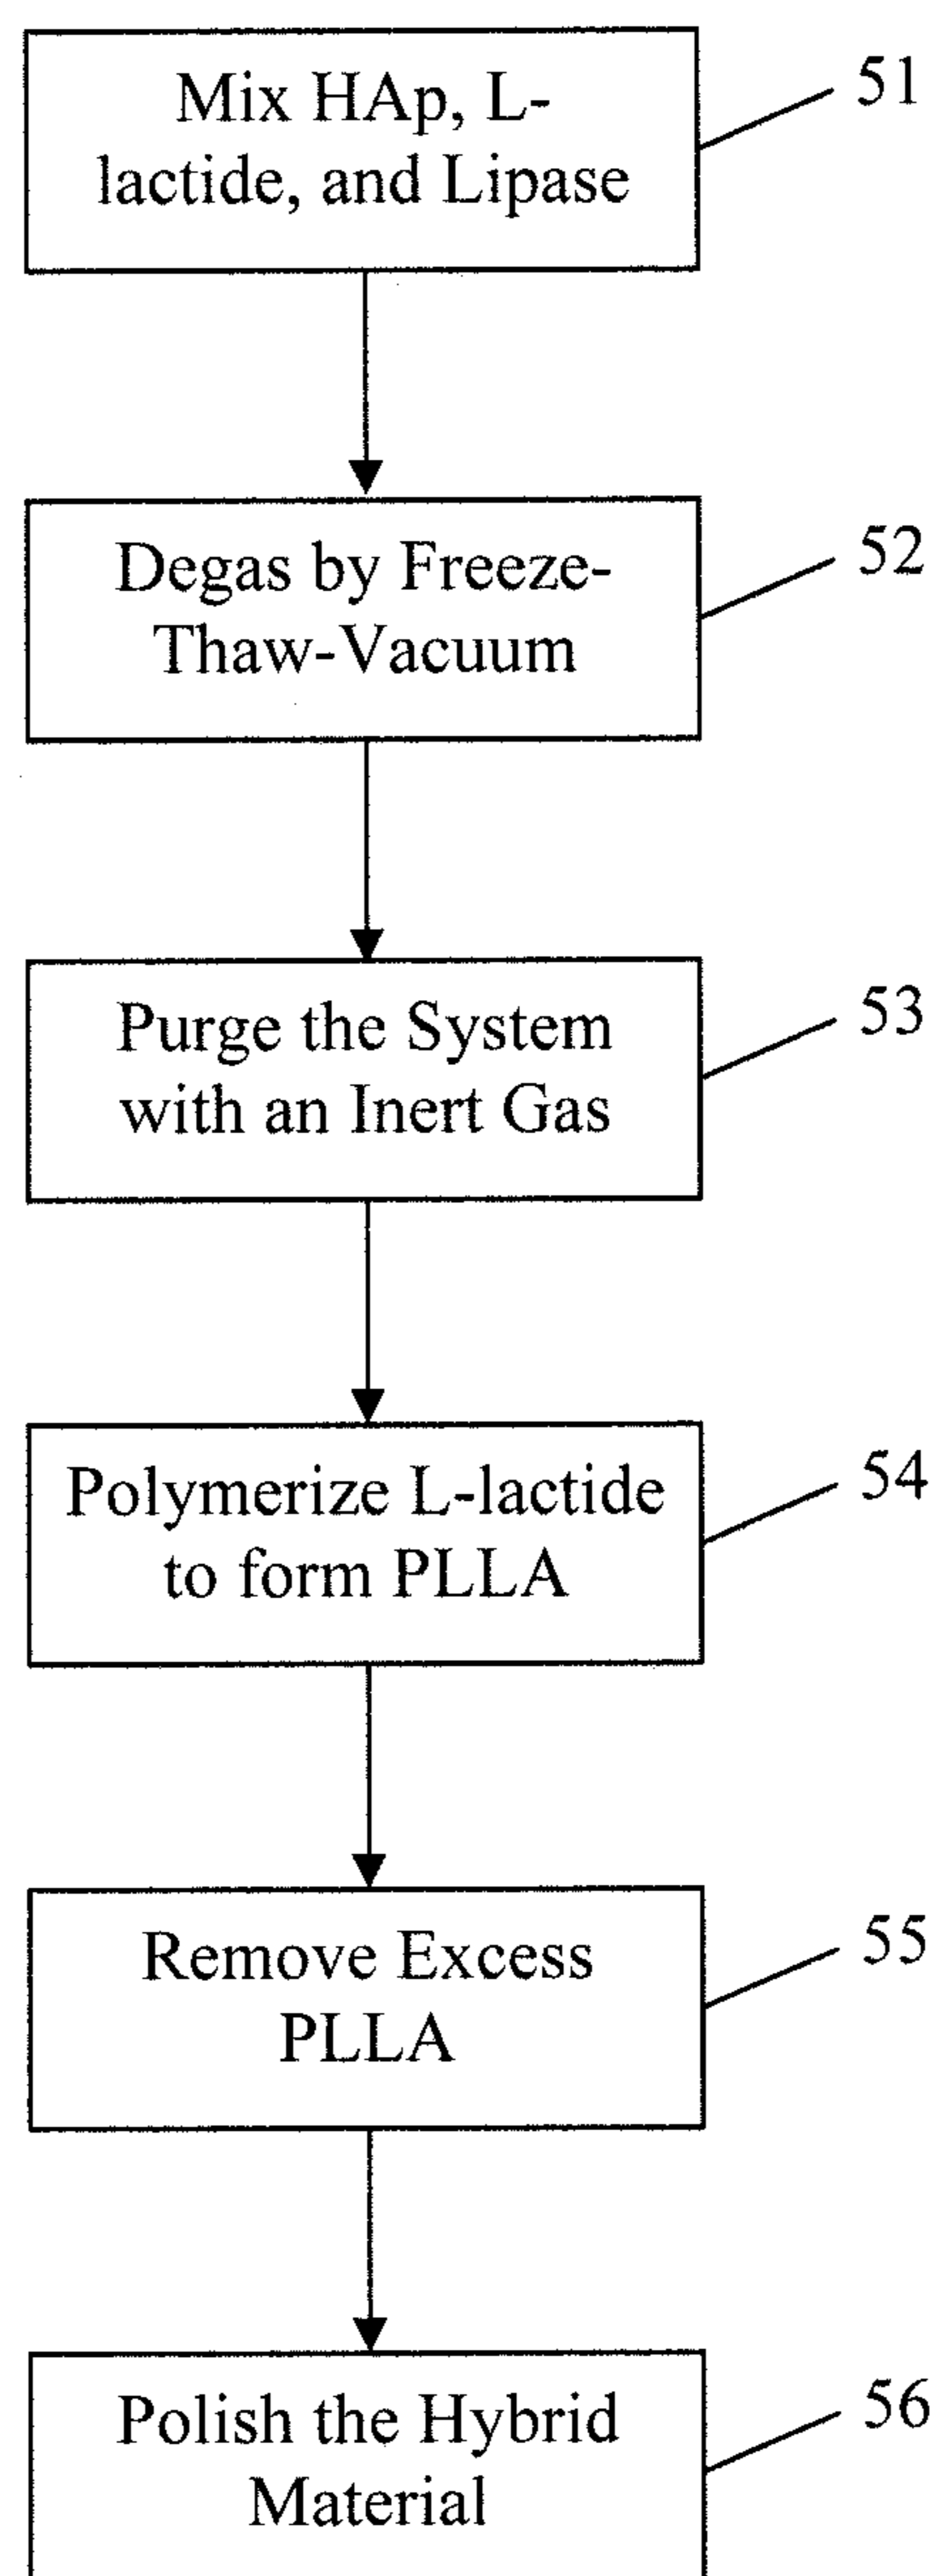 Mix HAp, L-
lactide, and Lipase
51
Degas by Freeze-
Thaw-Vacuum
52
Purge the System
with an Inert Gas
53
Polymerize L-lactide
to form PLLA
54
Remove Excess
PLLA
55
Polish the Hybrid
Material
56